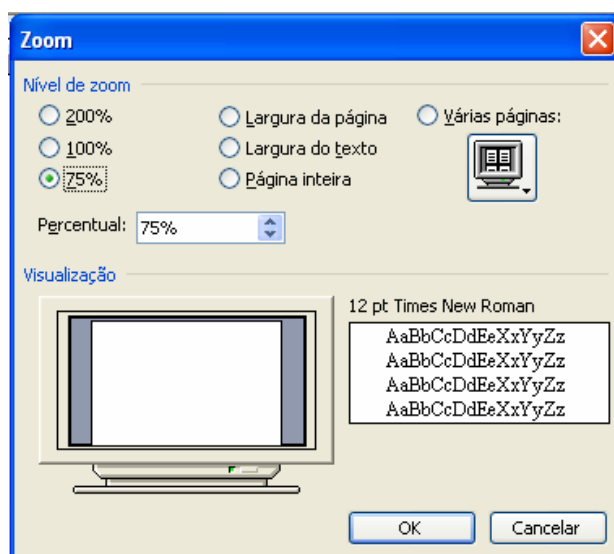 Zoom
Nível de zoom
200% Largura da página Várias páginas:
100% Largura do texto
75% Página inteira
Percentual: 75%
Visualização
12 pt Times New Roman
AaBbCcDdEeXxYyZz
AaBbCcDdEeXxYyZz
AaBbCcDdEeXxYyZz
AaBbCcDdEeXxYyZz
OK Cancelar